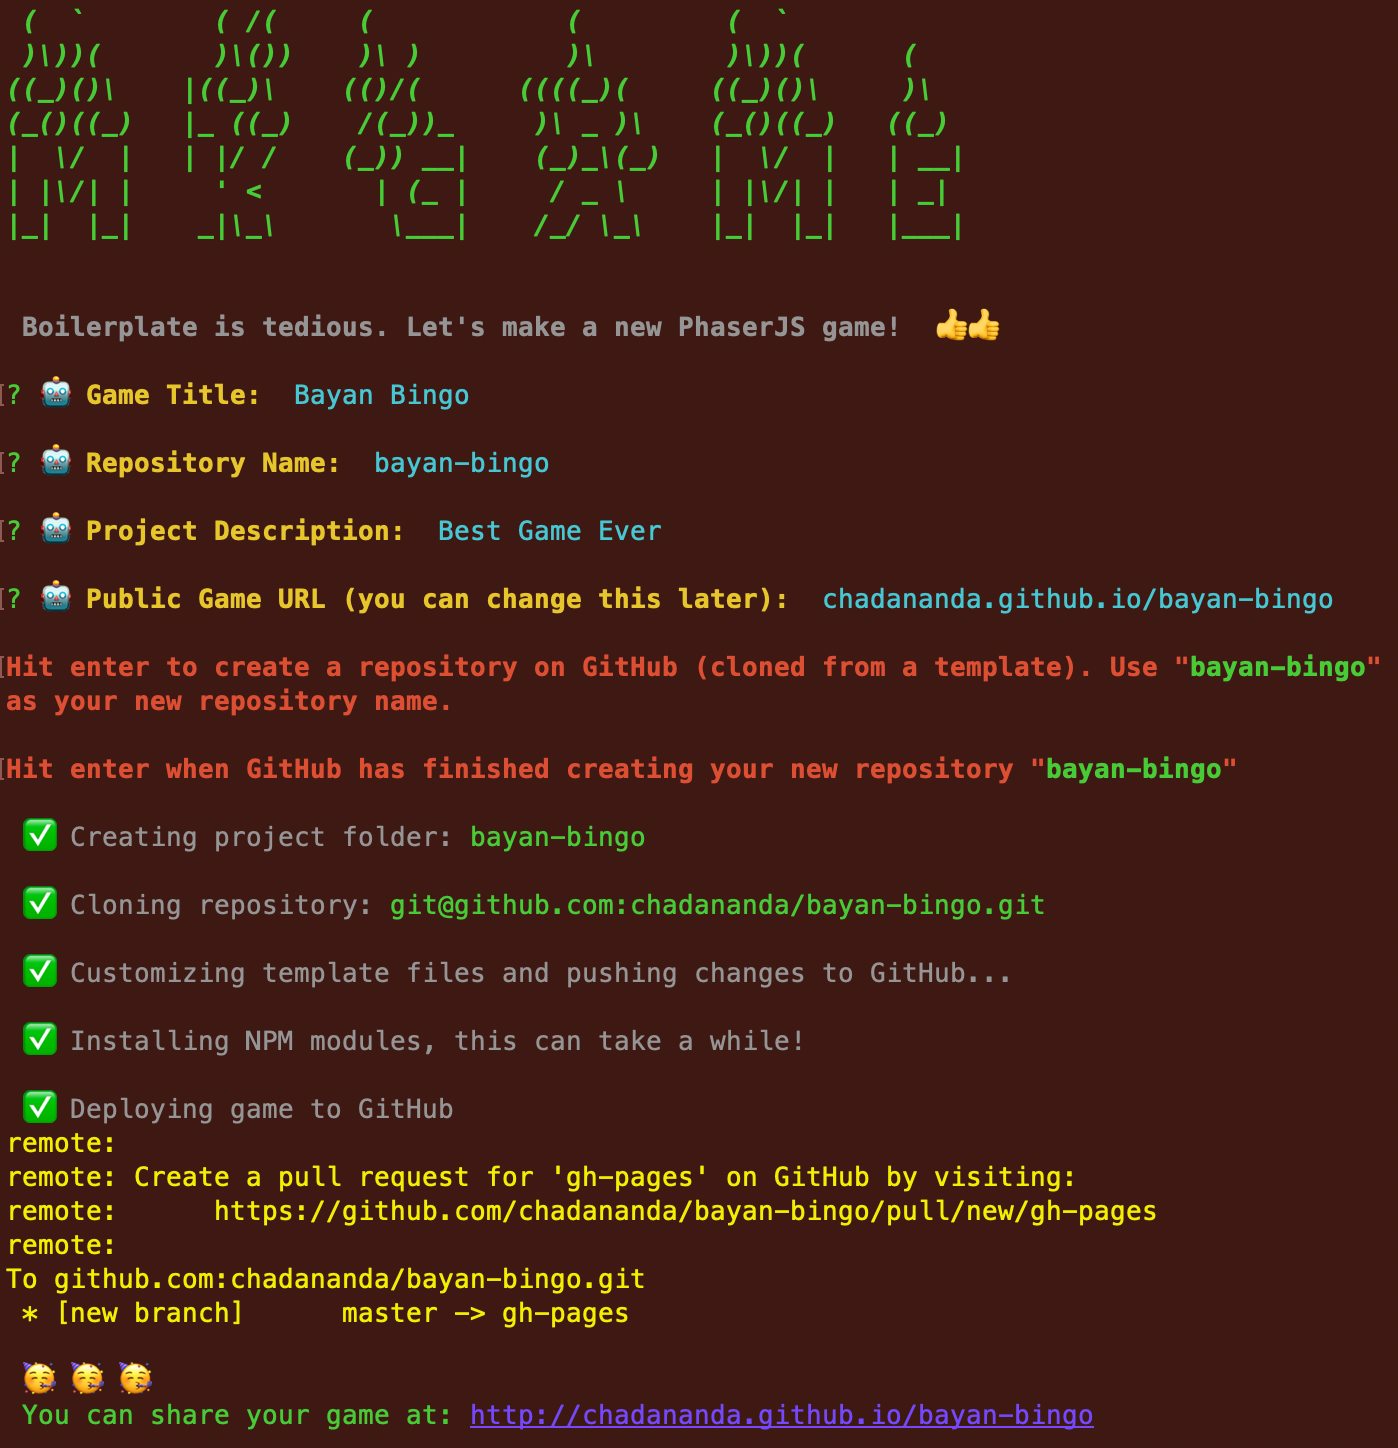 MKGAME
Boilerplate is tedious. Let's make a new PhaserJS game! 👍👍
? 🤖 Game Title: Bayan Bingo
? 🤖 Repository Name: bayan-bingo
? 🤖 Project Description: Best Game Ever
? 🤖 Public Game URL (you can change this later): chadananda.github.io/bayan-bingo
Hit enter to create a repository on GitHub (cloned from a template). Use "bayan-bingo"
as your new repository name.
Hit enter when GitHub has finished creating your new repository "bayan-bingo"
✅ Creating project folder: bayan-bingo
✅ Cloning repository: git@github.com:chadananda/bayan-bingo.git
✅ Customizing template files and pushing changes to GitHub...
✅ Installing NPM modules, this can take a while!
✅ Deploying game to GitHub
remote:
remote: Create a pull request for 'gh-pages' on GitHub by visiting:
remote:      https://github.com/chadananda/bayan-bingo/pull/new/gh-pages
remote:
To github.com:chadananda/bayan-bingo.git
 * [new branch]      master -> gh-pages
🥳 🥳 🥳
You can share your game at: http://chadananda.github.io/bayan-bingo